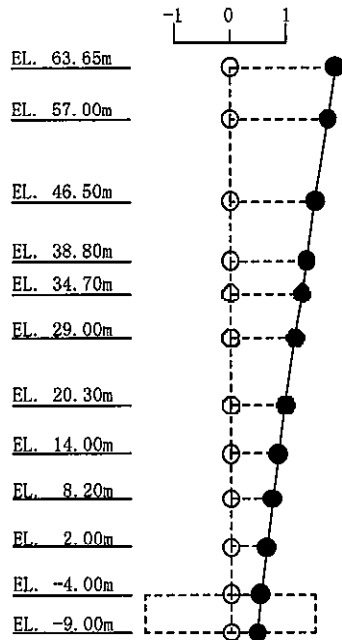 -1 0 1
EL. 63.65m
EL. 57.00m
EL. 46.50m
EL. 38.80m
EL. 34.70m
EL. 29.00m
EL. 20.30m
EL. 14.00m
EL. 8.20m
EL. 2.00m
EL. -4.00m
EL. -9.00m